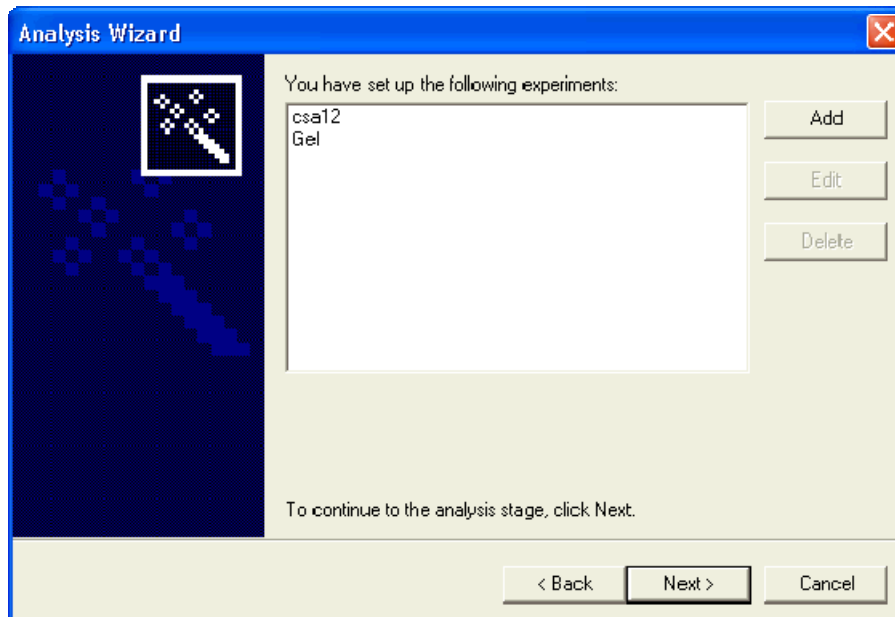 Analysis Wizard
You have set up the following experiments:
csa12
Gel
Add
Edit
Delete
To continue to the analysis stage, click Next.
< Back
Next >
Cancel